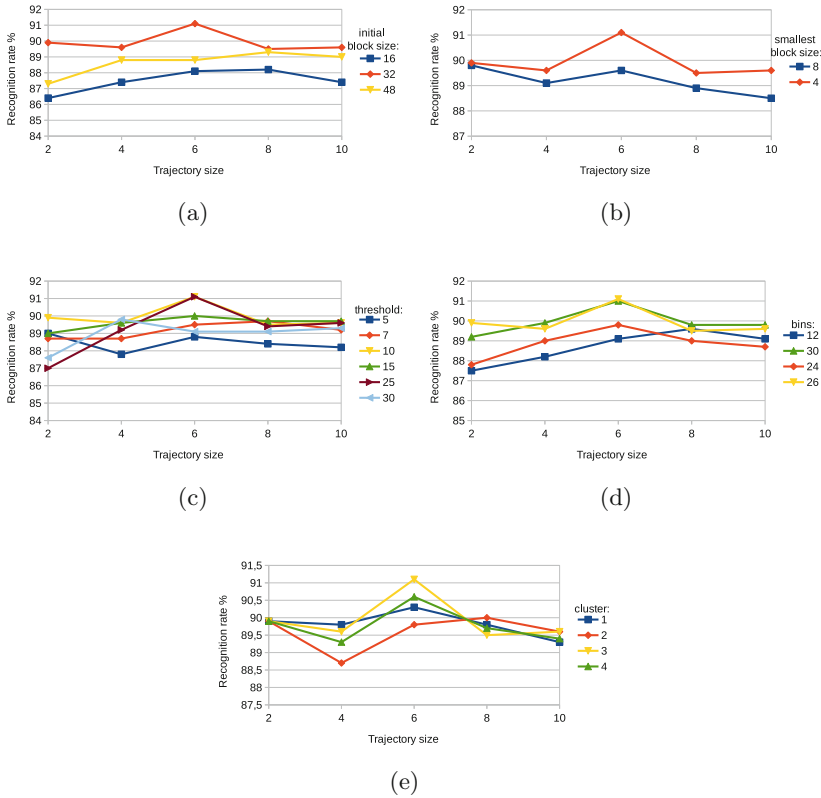 92
91
90
89
88
87
86
85
84
Recognition rate %
2 4 6 8 10
Trajectory size
initial
block size:
16
32
48
(a)
92
91
90
89
88
87
Recognition rate %
2 4 6 8 10
Trajectory size
smallest
block size:
8
4
(b)
92
91
90
89
88
87
86
85
84
Recognition rate %
2 4 6 8 10
Trajectory size
threshold:
5
7
10
15
25
30
(c)
92
91
90
89
88
87
86
85
Recognition rate %
2 4 6 8 10
Trajectory size
bins:
12
30
24
26
(d)
91,5
91
90,5
90
89,5
89
88,5
88
87,5
Recognition rate %
2 4 6 8 10
Trajectory size
cluster:
1
2
3
4
(e)